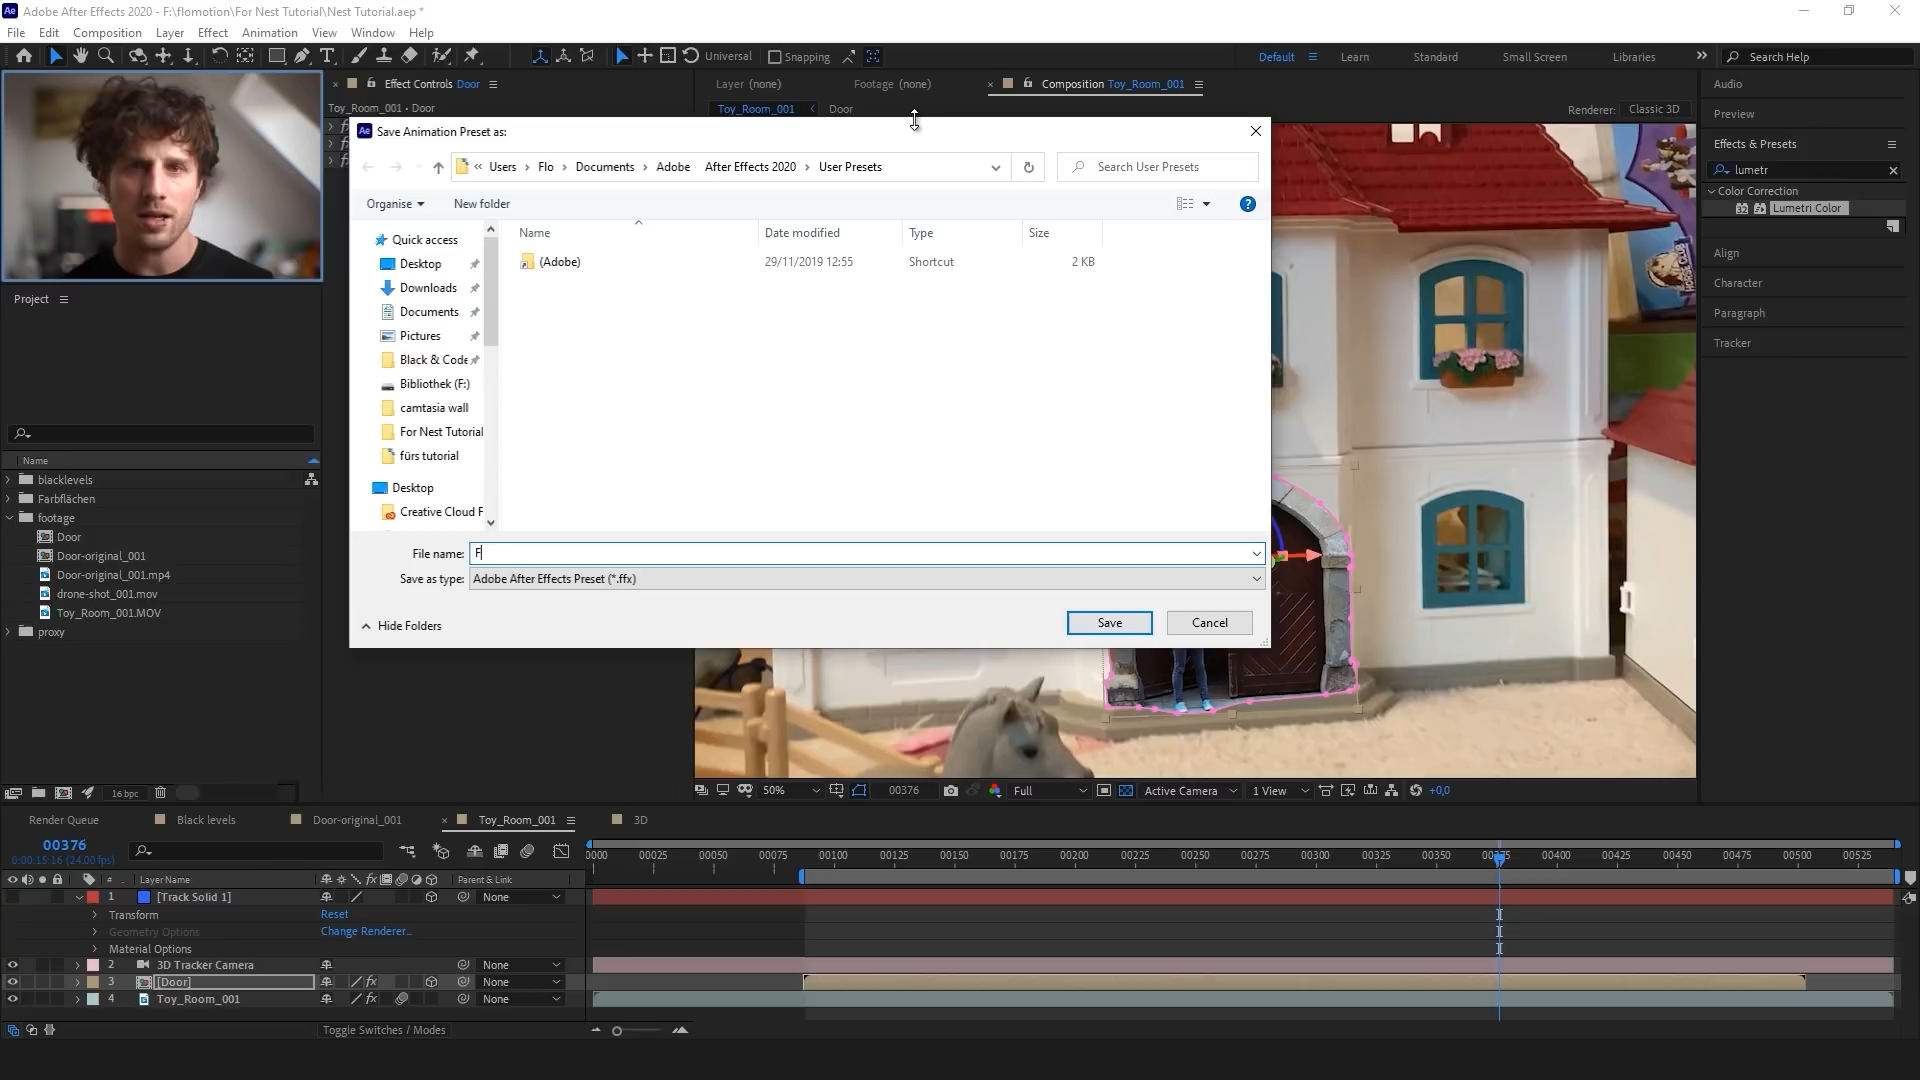 Adobe After Effects 2020 - F:\flomotion\For Nest Tutorial\Nest Tutorial.aep *
File Edit Composition Layer Effect Animation View Window Help
Universal Snapping Default Learn Standard Small Screen Libraries Search Help
Effect Controls Door
Toy_Room_001 • Door
Layer (none) Footage (none) Composition Toy_Room_001
Toy_Room_001 Door Renderer: Classic 3D
Save Animation Preset as:
Users Flo Documents Adobe After Effects 2020 User Presets
Search User Presets
Organise New folder
Quick access
Desktop
Downloads
Documents
Pictures
Black & Code
Bibliothek (F:)
camtasia wall
For Nest Tutorial
fürs tutorial
Desktop
Creative Cloud F
Name Date modified Type Size
(Adobe) 29/11/2019 12:55 Shortcut 2 KB
File name: F
Save as type: Adobe After Effects Preset (*.ffx)
Hide Folders Save Cancel
Audio
Preview
Effects & Presets
lumetr
Color Correction
Lumetri Color
Align
Character
Paragraph
Tracker
Project
Name
blacklevels
Farbflächen
footage
Door
Door-original_001
Door-original_001.mp4
drone-shot_001.mov
Toy_Room_001.MOV
proxy
16 bpc
50% 00376 Full Active Camera 1 View +0,0
Render Queue Black levels Door-original_001 Toy_Room_001 3D
00376
0:00:15:16 (24.00 fps)
# Layer Name Parent & Link
0000 00025 00050 00075 00100 00125 00150 00175 00200 00225 00250 00275 00300 00325 00350 00375 00400 00425 00450 00475 00500 00525
1 [Track Solid 1] None
Transform Reset
Geometry Options Change Renderer...
Material Options
2 3D Tracker Camera None
3 [Door] None
4 Toy_Room_001 None
Toggle Switches / Modes